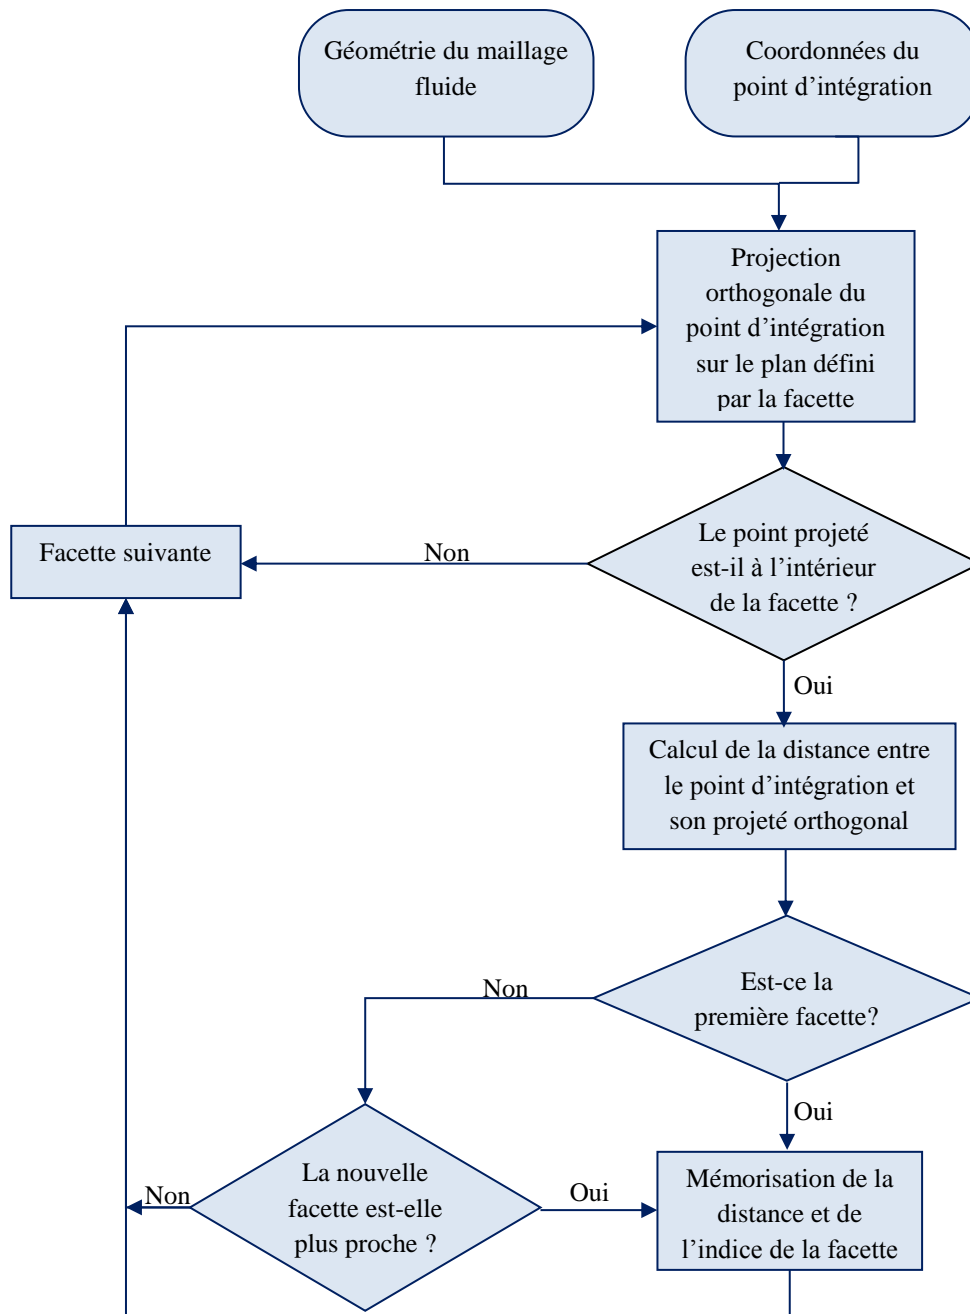 Géométrie du maillage
fluide
Coordonnées du
point d’intégration
Projection
orthogonale du
point d’intégration
sur le plan défini
par la facette
Facette suivante
Non
Le point projeté
est-il à l’intérieur
de la facette ?
Oui
Calcul de la distance entre
le point d’intégration et
son projeté orthogonal
Non
Est-ce la
première facette?
Oui
Non
La nouvelle
facette est-elle
plus proche ?
Oui
Mémorisation de la
distance et de
l’indice de la facette